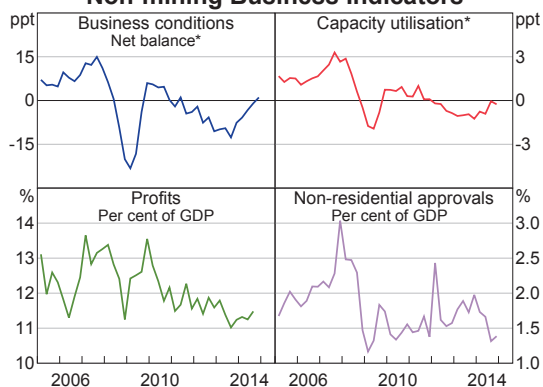 Non-mining Business Indicators
ppt
Business conditions
Net balance*
Capacity utilisation*
ppt
15
0
-15
3
0
-3
%
Profits
Per cent of GDP
Non-residential approvals
Per cent of GDP
%
14
13
12
11
10
3.0
2.5
2.0
1.5
1.0
2006
2010
2014
2006
2010
2014